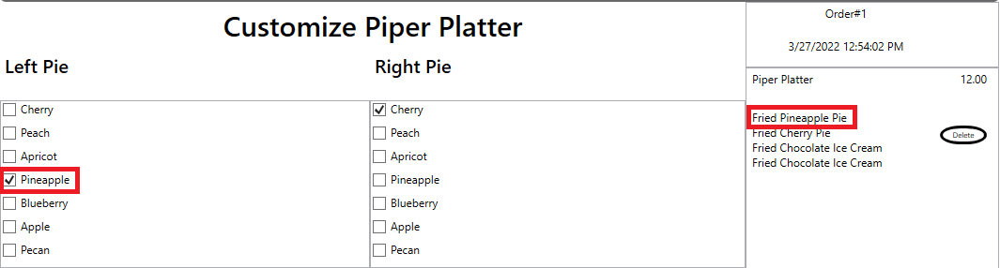 Customize Piper Platter
Left Pie
Cherry
Peach
Apricot
Pineapple
Blueberry
Apple
Pecan
Right Pie
Cherry
Peach
Apricot
Pineapple
Blueberry
Apple
Pecan
Order#1
3/27/2022 12:54:02 PM
Piper Platter 12.00
Fried Pineapple Pie
Fried Cherry Pie
Delete
Fried Chocolate Ice Cream
Fried Chocolate Ice Cream